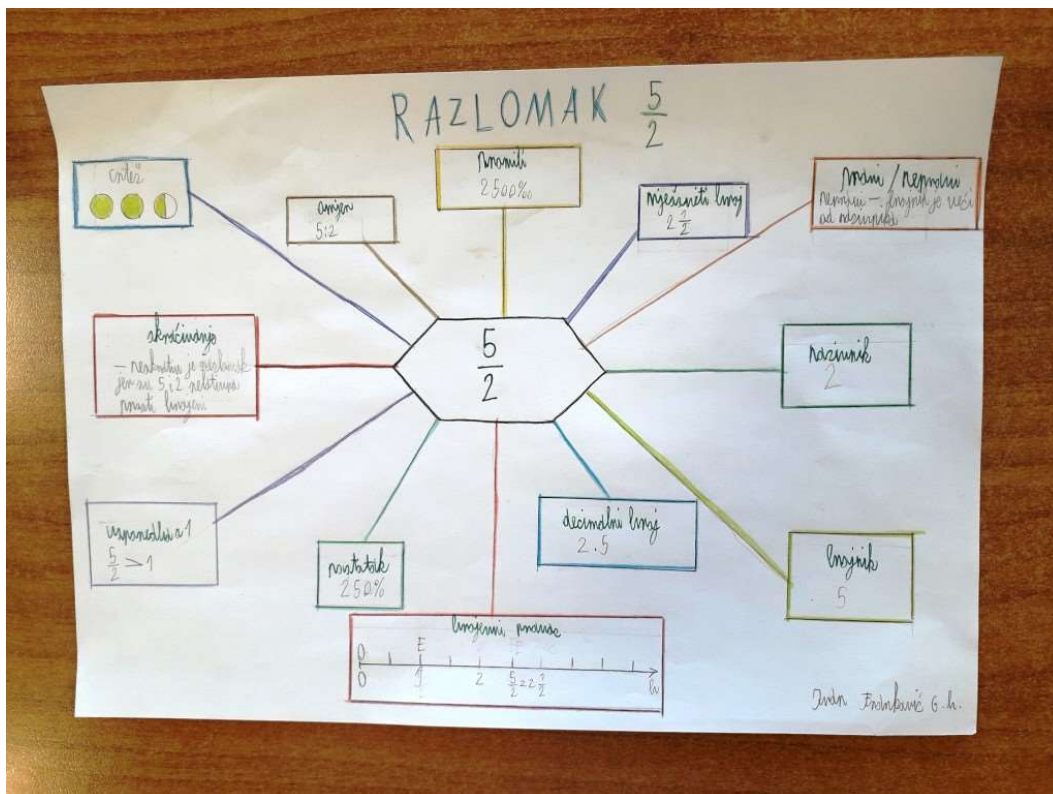 RAZLOMAK 5/2
crtež
omjer
5:2
promili
2500‰
mješoviti broj
2 1/2
pravi / nepravi
nepravi – brojnik je veći
od nazivnika
skraćivanje
– neskrativ je razlomak
jer su 5 i 2 relativno
prosti brojevi
5/2
nazivnik
2
usporedba s 1
5/2 > 1
postotak
250%
decimalni broj
2.5
brojnik
5
brojevni pravac
O E
0 1 2 5/2=2 1/2
Ivan